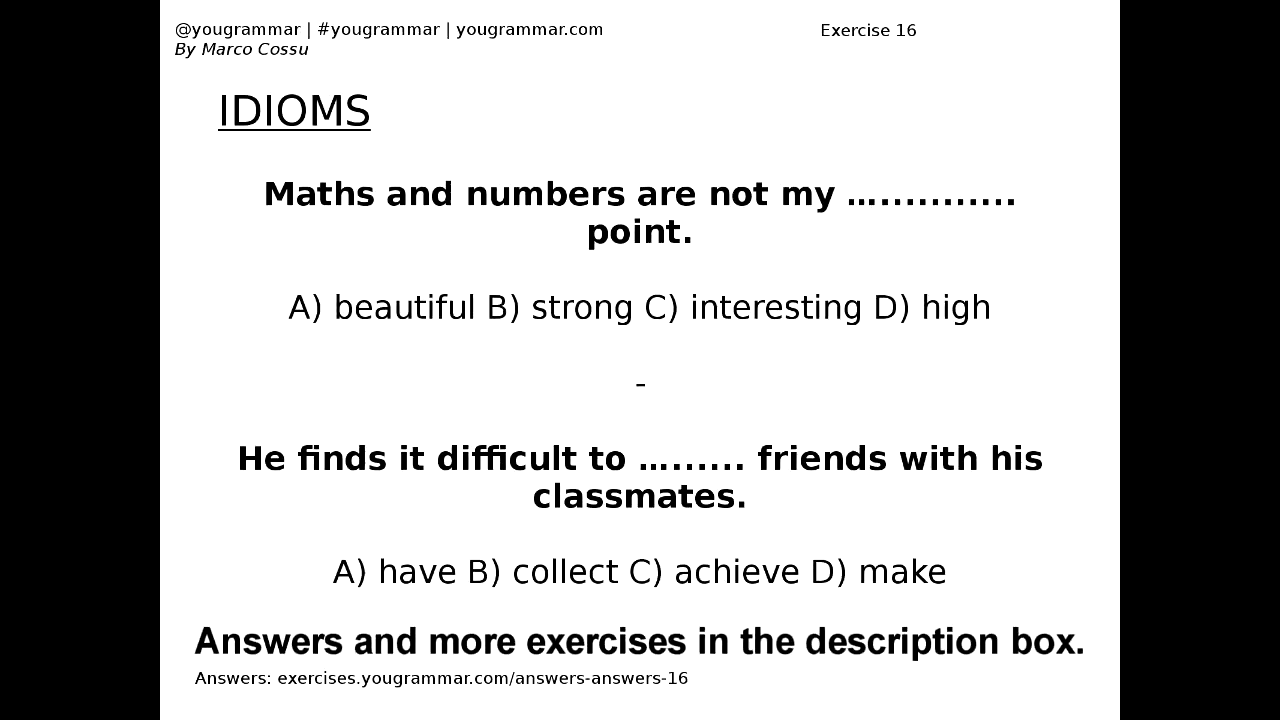 @yougrammar | #yougrammar | yougrammar.com
Exercise 16
By Marco Cossu
IDIOMS
Maths and numbers are not my …............
point.
A) beautiful B) strong C) interesting D) high
-
He finds it difficult to …...... friends with his
classmates.
A) have B) collect C) achieve D) make
Answers and more exercises in the description box.
Answers: exercises.yougrammar.com/answers-answers-16